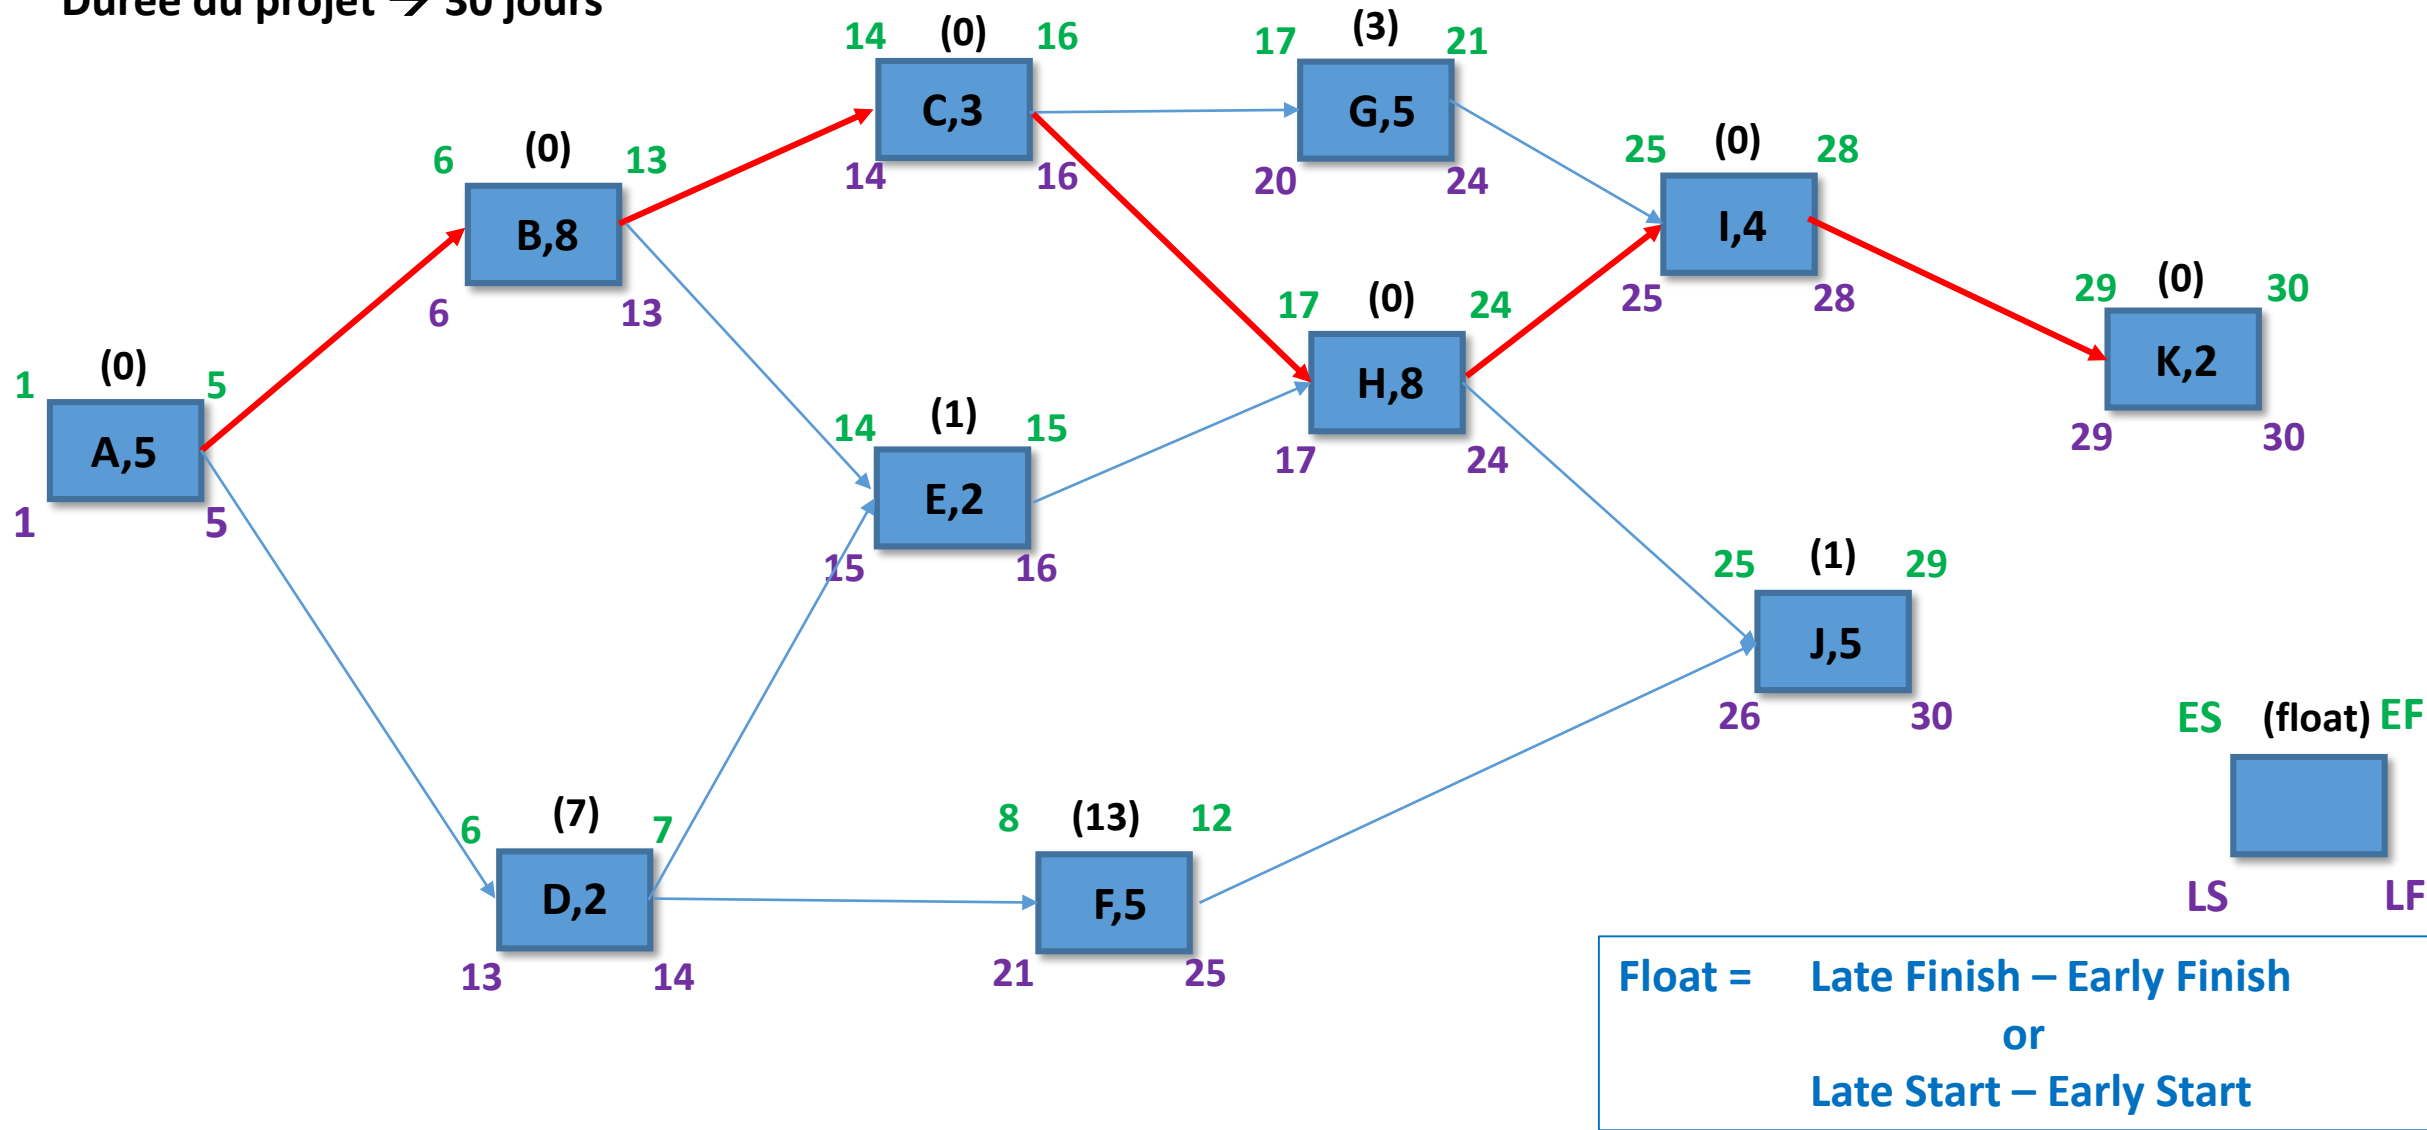 Durée du projet → 30 jours
14 (0) 16
C,3
14 16
17 (3) 21
G,5
20 24
6 (0) 13
B,8
6 13
25 (0) 28
I,4
25 28
1 (0) 5
A,5
1 5
14 (1) 15
E,2
15 16
17 (0) 24
H,8
17 24
29 (0) 30
K,2
29 30
25 (1) 29
J,5
26 30
6 (7) 7
D,2
13 14
8 (13) 12
F,5
21 25
ES (float) EF
LS LF
Float = Late Finish – Early Finish
or
Late Start – Early Start